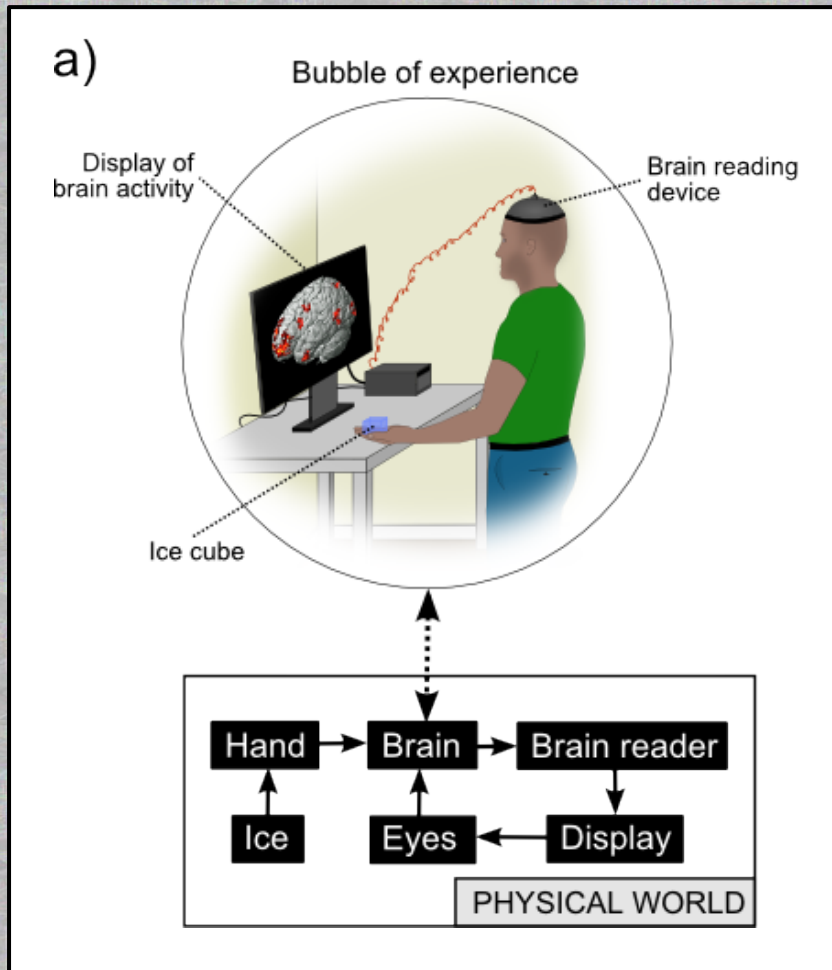 a)
Bubble of experience
Display of
brain activity
Brain reading
device
Ice cube
Hand
Brain
Brain reader
Ice
Eyes
Display
PHYSICAL WORLD